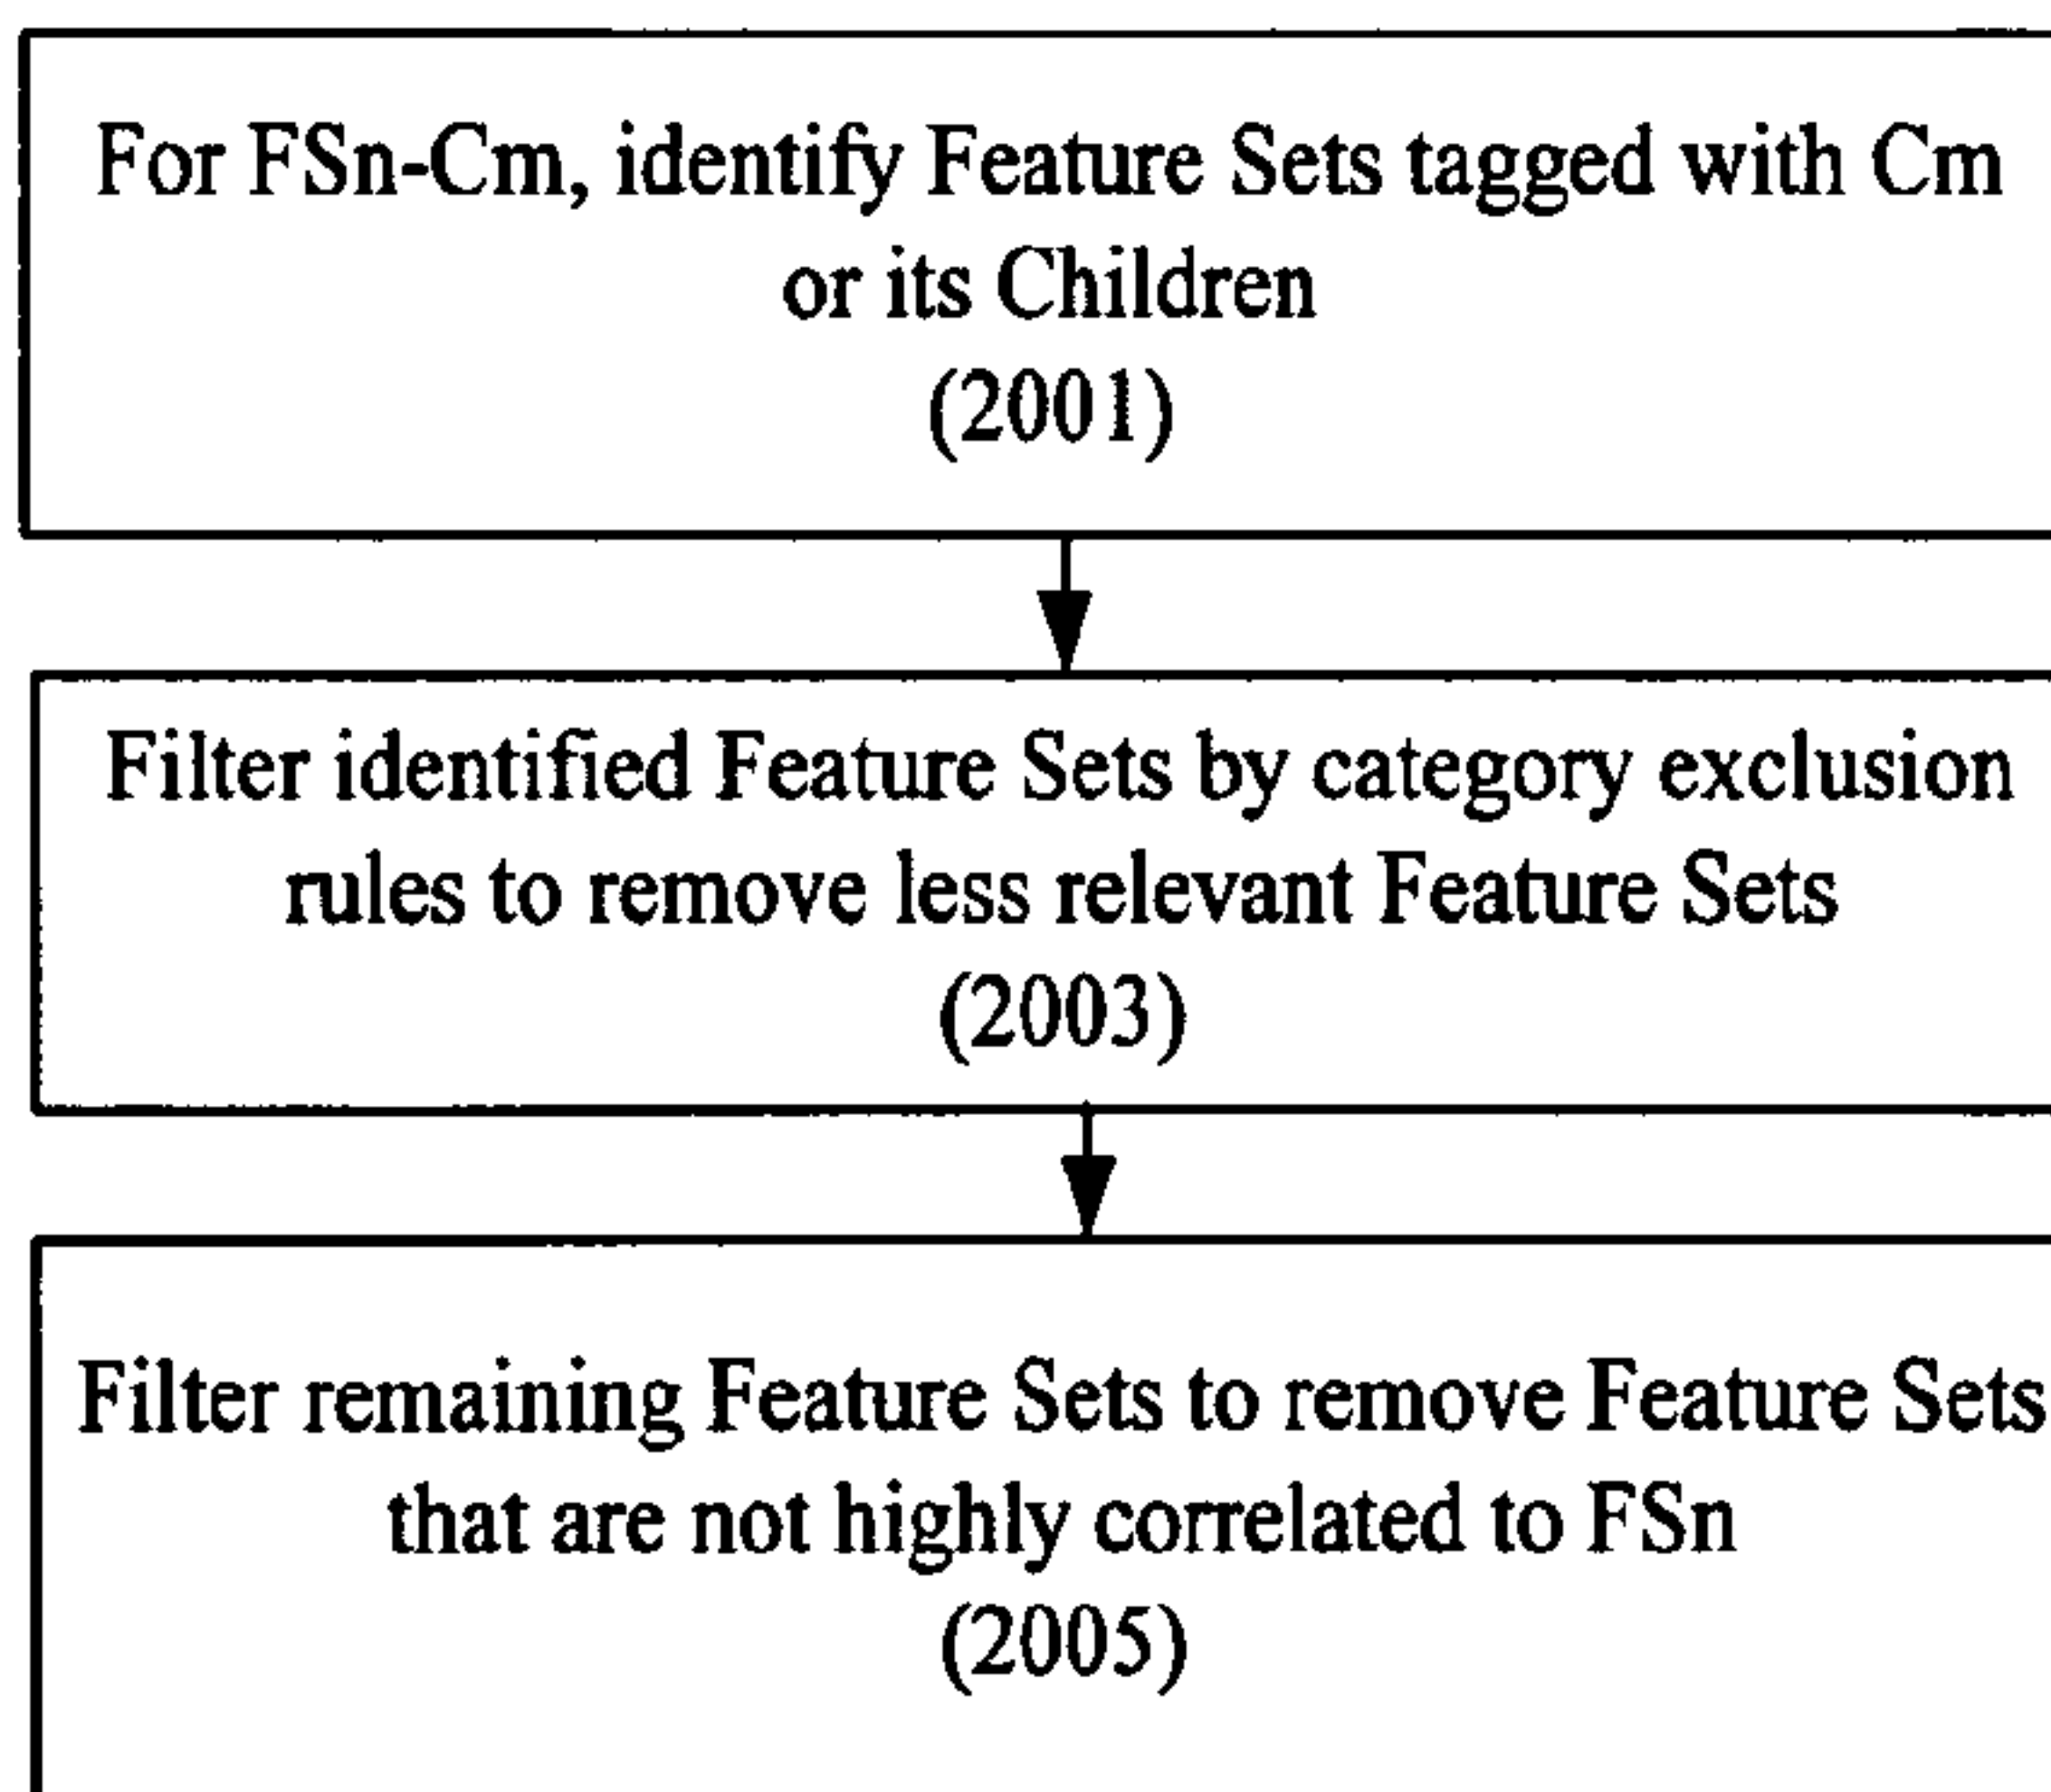 For FSn-Cm, identify Feature Sets tagged with Cm
or its Children
(2001)
Filter identified Feature Sets by category exclusion
rules to remove less relevant Feature Sets
(2003)
Filter remaining Feature Sets to remove Feature Sets
that are not highly correlated to FSn
(2005)